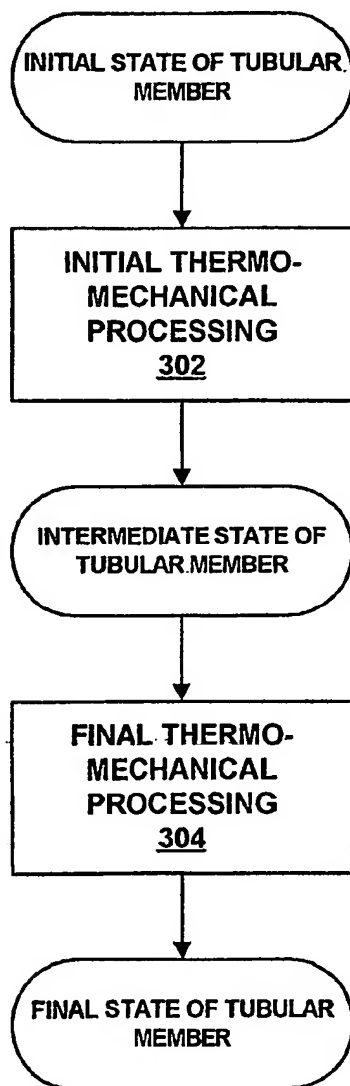 INITIAL STATE OF TUBULAR
MEMBER
INITIAL THERMO-
MECHANICAL
PROCESSING
302
INTERMEDIATE STATE OF
TUBULAR MEMBER
FINAL THERMO-
MECHANICAL
PROCESSING
304
FINAL STATE OF TUBULAR
MEMBER